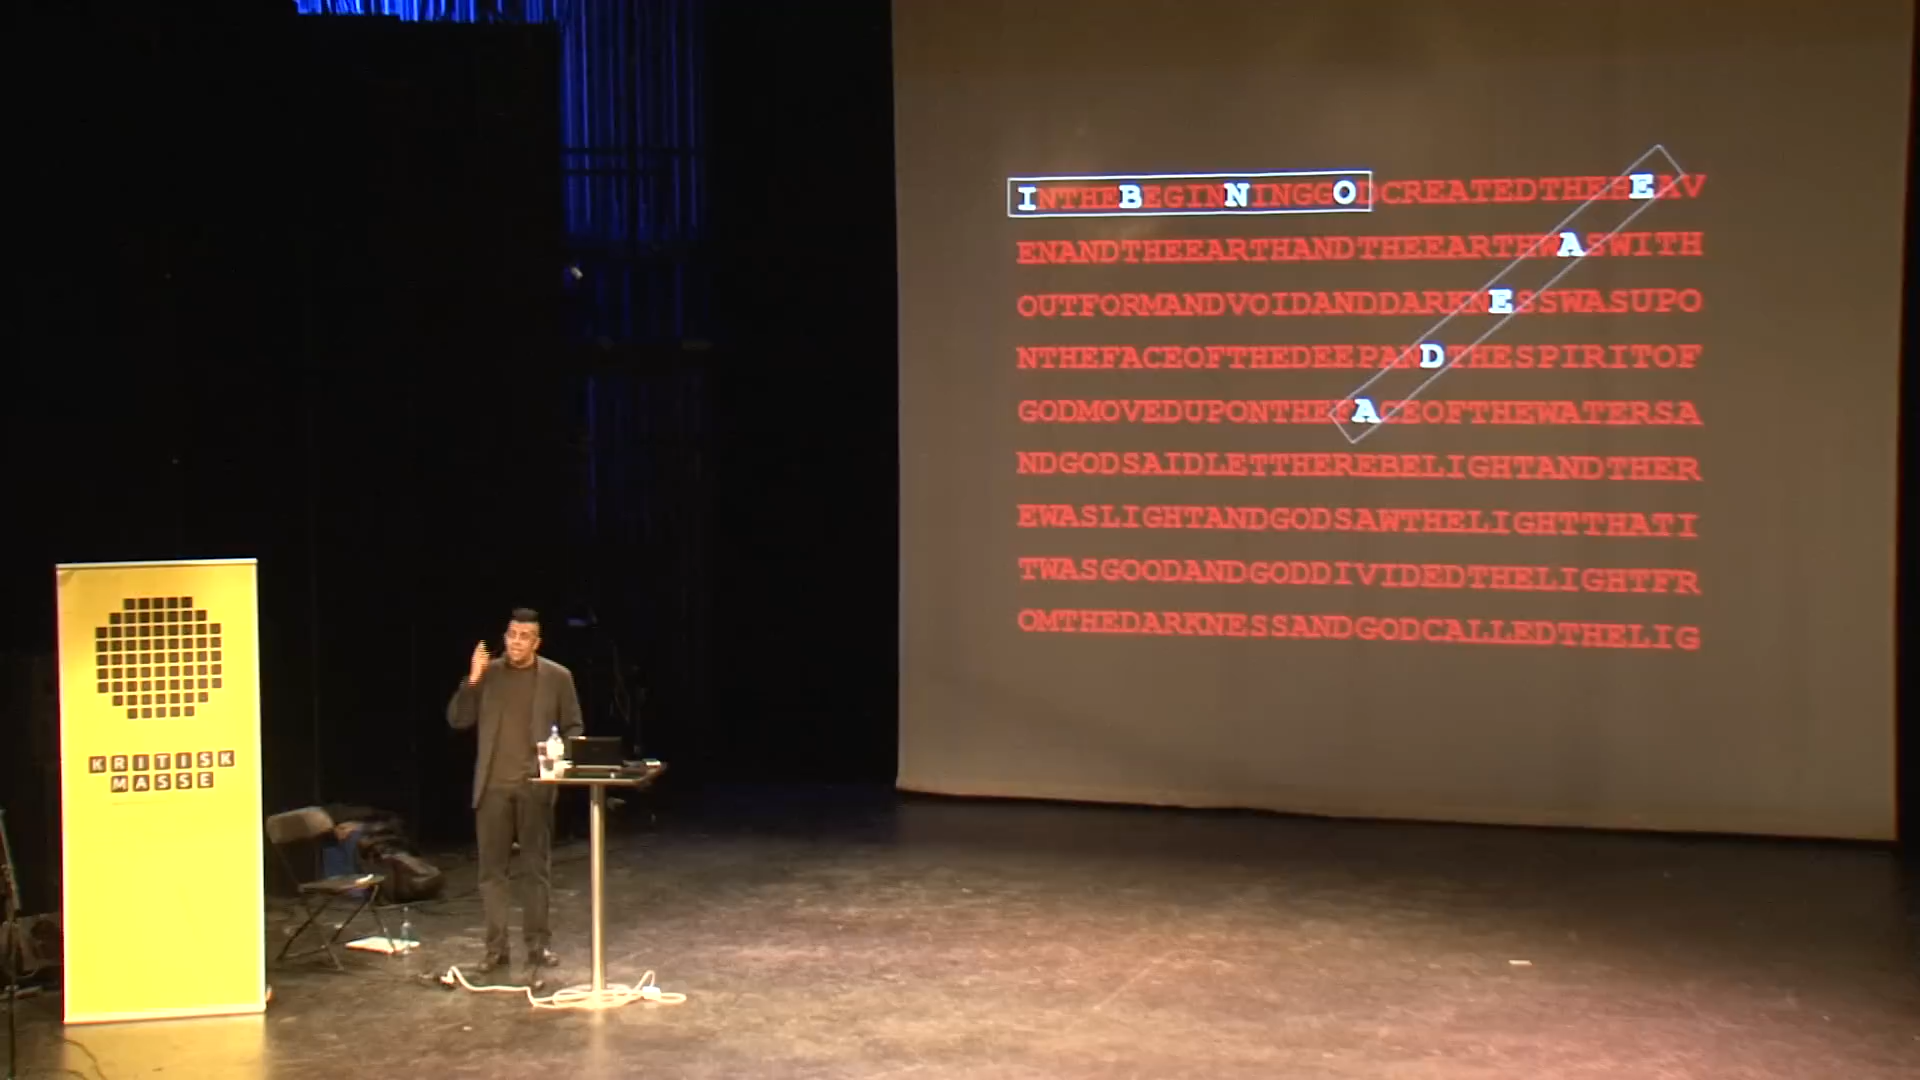 INTHEBEGINNINGGODCREATEDTHEHEAV
ENANDTHEEARTHANDTHEEARTHWASWITH
OUTFORMANDVOIDANDDARKNESSWASUPO
NTHEFACEOFTHEDEEPANDTHESPIRITOF
GODMOVEDUPONTHEFACEOFTHEWATERSA
NDGODSAIDLETTHEREBELIGHTANDTHER
EWASLIGHTANDGODSAWTHELIGHTTHATI
TWASGOODANDGODDIVIDEDTHELIGHTFR
OMTHEDARKNESSANDGODCALLEDTHELIG
KRITISK
MASSE